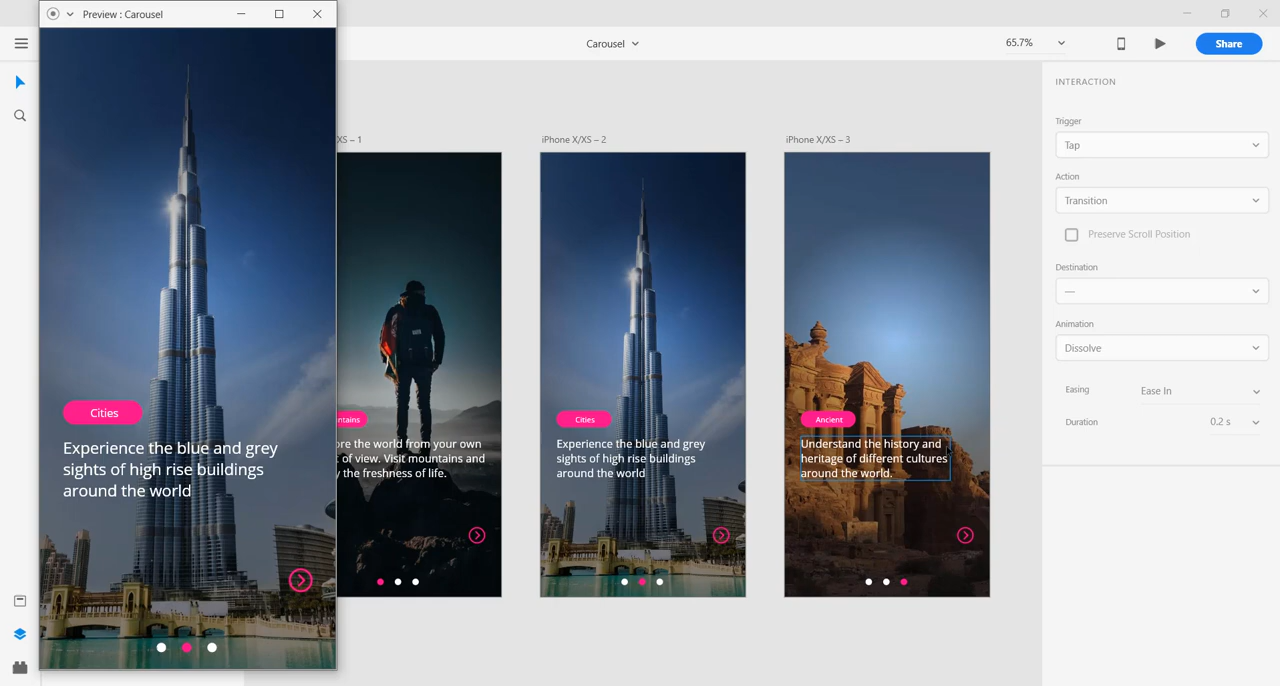 Preview : Carousel
Carousel
65.7%
Share
Cities
Experience the blue and grey
sights of high rise buildings
around the world
XS – 1
ntains
re the world from your own
of view. Visit mountains and
the freshness of life.
iPhone X/XS – 2
Cities
Experience the blue and grey
sights of high rise buildings
around the world
iPhone X/XS – 3
Ancient
Understand the history and
heritage of different cultures
around the world.
INTERACTION
Trigger
Tap
Action
Transition
Preserve Scroll Position
Destination
—
Animation
Dissolve
Easing
Ease In
Duration
0.2 s